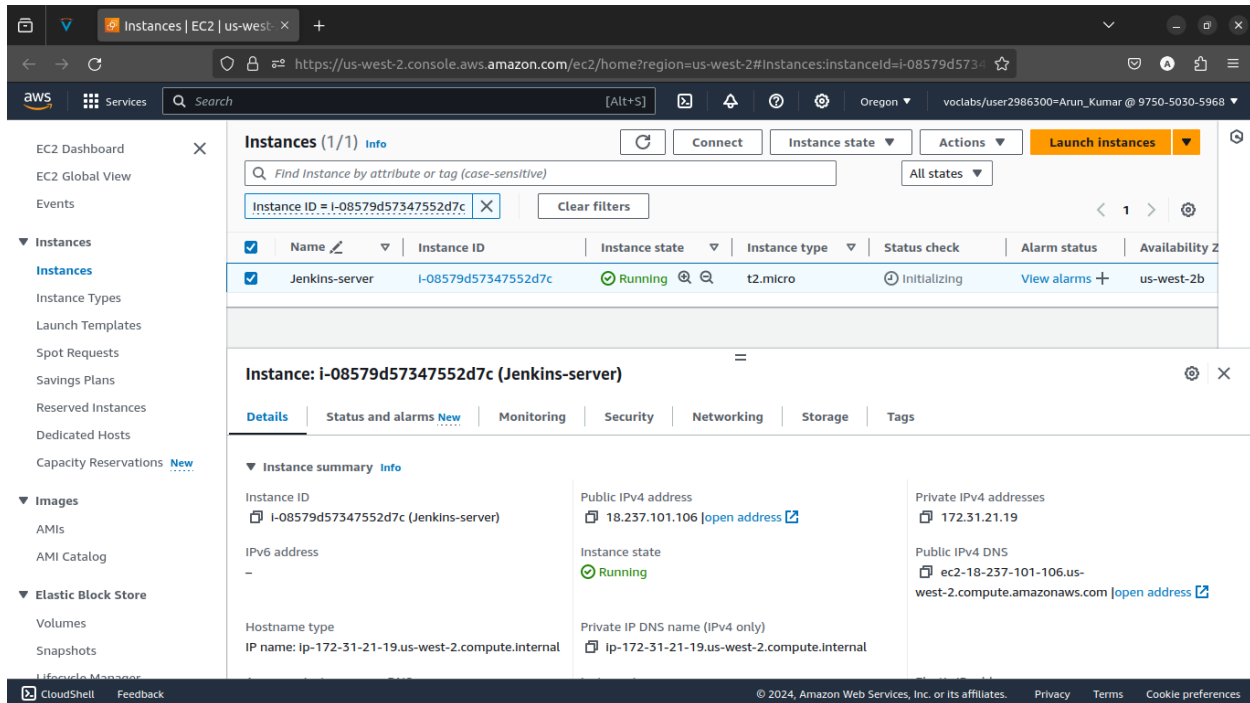 Instances | EC2 | us-west-
https://us-west-2.console.aws.amazon.com/ec2/home?region=us-west-2#Instances:instanceId=i-08579d5734
aws
Services
Search
[Alt+S]
Oregon
voclabs/user2986300=Arun_Kumar @ 9750-5030-5968
EC2 Dashboard
EC2 Global View
Events
Instances
Instances
Instance Types
Launch Templates
Spot Requests
Savings Plans
Reserved Instances
Dedicated Hosts
Capacity Reservations New
Images
AMIs
AMI Catalog
Elastic Block Store
Volumes
Snapshots
Lifecycle Manager
Instances (1/1) Info
Connect
Instance state
Actions
Launch instances
Find Instance by attribute or tag (case-sensitive)
All states
Instance ID = i-08579d57347552d7c
Clear filters
1
Name Instance ID Instance state Instance type Status check Alarm status Availability Z
Jenkins-server i-08579d57347552d7c Running t2.micro Initializing View alarms us-west-2b
Instance: i-08579d57347552d7c (Jenkins-server)
Details Status and alarms New Monitoring Security Networking Storage Tags
Instance summary Info
Instance ID
i-08579d57347552d7c (Jenkins-server)
Public IPv4 address
18.237.101.106 |open address
Private IPv4 addresses
172.31.21.19
IPv6 address
–
Instance state
Running
Public IPv4 DNS
ec2-18-237-101-106.us-
west-2.compute.amazonaws.com |open address
Hostname type
IP name: ip-172-31-21-19.us-west-2.compute.internal
Private IP DNS name (IPv4 only)
ip-172-31-21-19.us-west-2.compute.internal
CloudShell Feedback © 2024, Amazon Web Services, Inc. or its affiliates. Privacy Terms Cookie preferences